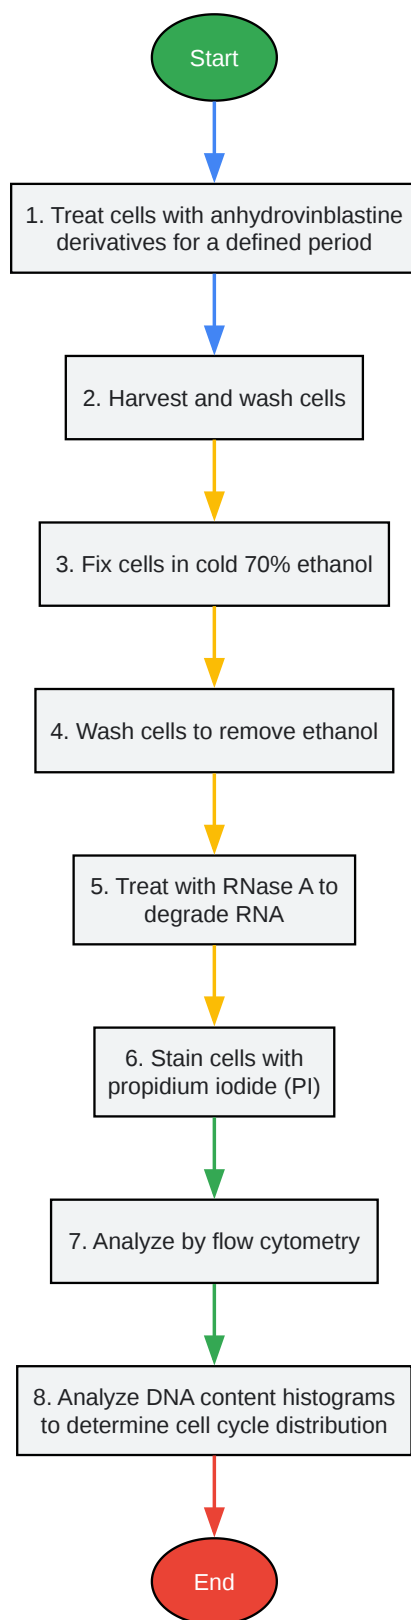 Start
1. Treat cells with anhydrovinblastine
derivatives for a defined period
2. Harvest and wash cells
3. Fix cells in cold 70% ethanol
4. Wash cells to remove ethanol
5. Treat with RNase A to
degrade RNA
6. Stain cells with
propidium iodide (PI)
7. Analyze by flow cytometry
8. Analyze DNA content histograms
to determine cell cycle distribution
End